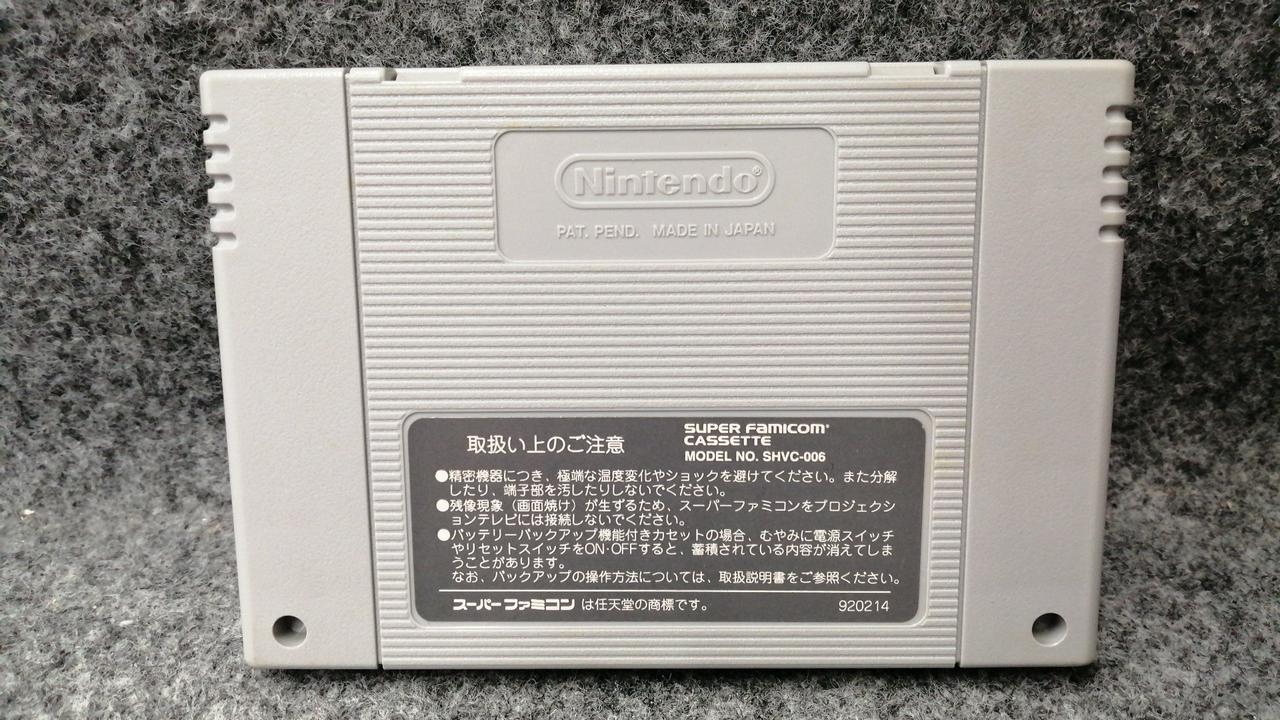 Nintendo®
PAT. PEND. MADE IN JAPAN
取扱い上のご注意
SUPER FAMICOM®
CASSETTE
MODEL NO. SHVC-006
●精密機器につき、極端な温度変化やショックを避けてください。また分解
したり、端子部を汚したりしないでください。
●残像現象（画面焼け）が生ずるため、スーパーファミコンをプロジェクシ
ョンテレビには接続しないでください。
●バッテリーバックアップ機能付きカセットの場合、むやみに電源スイッチ
やリセットスイッチをON·OFFすると、蓄積されている内容が消えてしま
うことがあります。
なお、バックアップの操作方法については、取扱説明書をご参照ください。
スーパーファミコン は任天堂の商標です。
920214